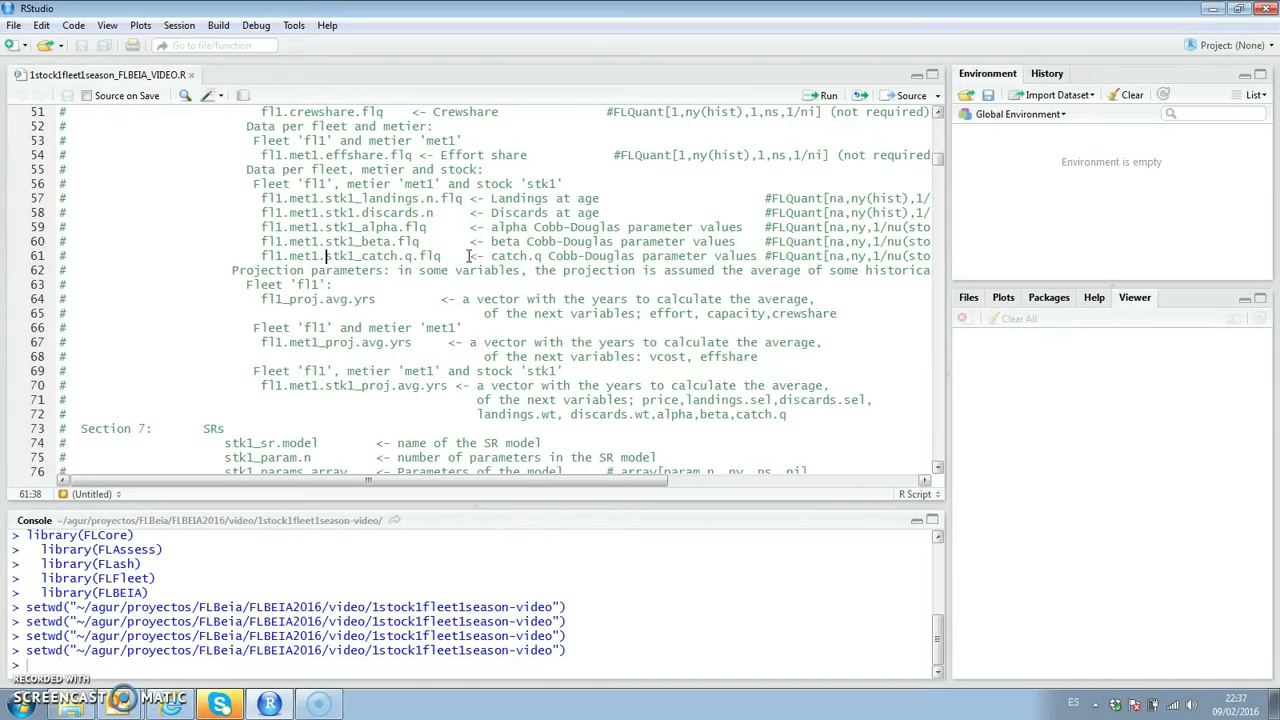 RStudio
File Edit Code View Plots Session Build Debug Tools Help
Go to file/function
Project: (None)
1stock1fleet1season_FLBEIA_VIDEO.R
Source on Save
Run
Source
51 # fl1.crewshare.flq <- Crewshare #FLQuant[1,ny(hist),1,ns,1/ni] (not required)
52 # Data per fleet and metier:
53 # Fleet 'fl1' and metier 'met1'
54 # fl1.met1.effshare.flq <- Effort share #FLQuant[1,ny(hist),1,ns,1/ni] (not required
55 # Data per fleet, metier and stock:
56 # Fleet 'fl1', metier 'met1' and stock 'stk1'
57 # fl1.met1.stk1_landings.n.flq <- Landings at age #FLQuant[na,ny(hist),1/
58 # fl1.met1.stk1.discards.n <- Discards at age #FLQuant[na,ny(hist),1/
59 # fl1.met1.stk1_alpha.flq <- alpha Cobb-Douglas parameter values #FLQuant[na,ny,1/nu(sto
60 # fl1.met1.stk1_beta.flq <- beta Cobb-Douglas parameter values #FLQuant[na,ny,1/nu(sto
61 # fl1.met1.stk1_catch.q.flq <- catch.q Cobb-Douglas parameter values #FLQuant[na,ny,1/nu(sto
62 # Projection parameters: in some variables, the projection is assumed the average of some historica
63 # Fleet 'fl1':
64 # fl1_proj.avg.yrs <- a vector with the years to calculate the average,
65 # of the next variables; effort, capacity,crewshare
66 # Fleet 'fl1' and metier 'met1'
67 # fl1.met1_proj.avg.yrs <- a vector with the years to calculate the average,
68 # of the next variables: vcost, effshare
69 # Fleet 'fl1', metier 'met1' and stock 'stk1'
70 # fl1.met1.stk1_proj.avg.yrs <- a vector with the years to calculate the average,
71 # of the next variables; price,landings.sel,discards.sel,
72 # landings.wt, discards.wt,alpha,beta,catch.q
73 # Section 7: SRs
74 # stk1_sr.model <- name of the SR model
75 # stk1_param.n <- number of parameters in the SR model
76 # stk1_params.array <- Parameters of the model # array[param.n, ny, ns, ni]
61:38 (Untitled) R Script
Console ~/agur/proyectos/FLBeia/FLBEIA2016/video/1stock1fleet1season-video/
> library(FLCore)
> library(FLAssess)
> library(FLash)
> library(FLFleet)
> library(FLBEIA)
> setwd("~/agur/proyectos/FLBeia/FLBEIA2016/video/1stock1fleet1season-video")
> setwd("~/agur/proyectos/FLBeia/FLBEIA2016/video/1stock1fleet1season-video")
> setwd("~/agur/proyectos/FLBeia/FLBEIA2016/video/1stock1fleet1season-video")
> setwd("~/agur/proyectos/FLBeia/FLBEIA2016/video/1stock1fleet1season-video")
>
Environment History
Import Dataset Clear List
Global Environment
Environment is empty
Files Plots Packages Help Viewer
Clear All
RECORDED WITH
SCREENCAST MATIC
ES
22:37
09/02/2016